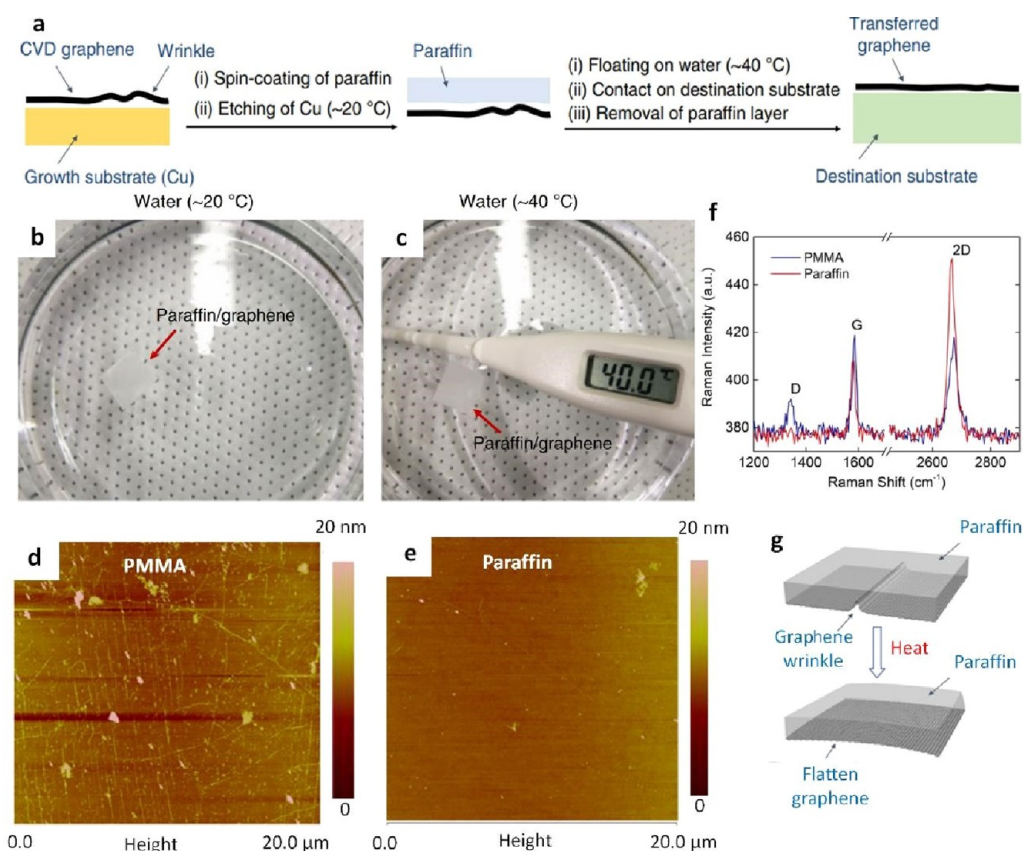 a
CVD graphene
Wrinkle
(i) Spin-coating of paraffin
(ii) Etching of Cu (~20 °C)
Growth substrate (Cu)
Paraffin
(i) Floating on water (~40 °C)
(ii) Contact on destination substrate
(iii) Removal of paraffin layer
Transferred
graphene
Destination substrate
Water (~20 °C)
b
Paraffin/graphene
Water (~40 °C)
c
40.0 °C
Paraffin/graphene
f
460
440
420
400
380
Raman Intensity (a.u.)
PMMA
Paraffin
D
G
2D
1200 1400 1600 2600 2800
Raman Shift (cm⁻¹)
d
PMMA
20 nm
0
0.0 Height 20.0 µm
e
Paraffin
20 nm
0
0.0 Height 20.0 µm
g
Paraffin
Graphene
wrinkle
Heat
Paraffin
Flatten
graphene